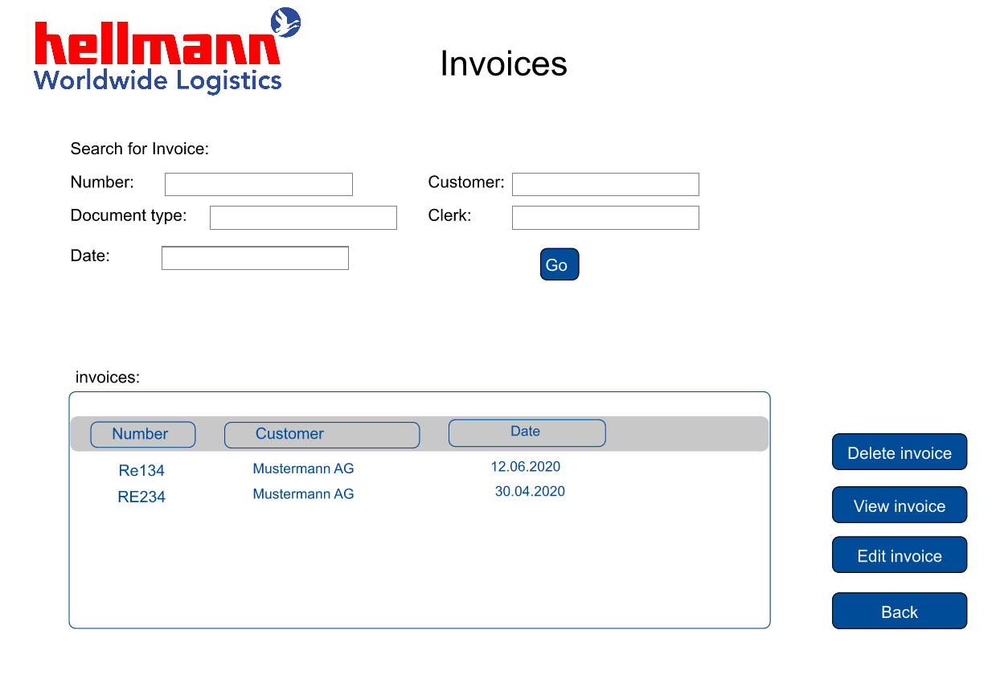 hellmann
Worldwide Logistics
Invoices
Search for Invoice:
Number:
Customer:
Document type:
Clerk:
Date:
Go
invoices:
Number Customer Date
Re134 Mustermann AG 12.06.2020
RE234 Mustermann AG 30.04.2020
Delete invoice
View invoice
Edit invoice
Back